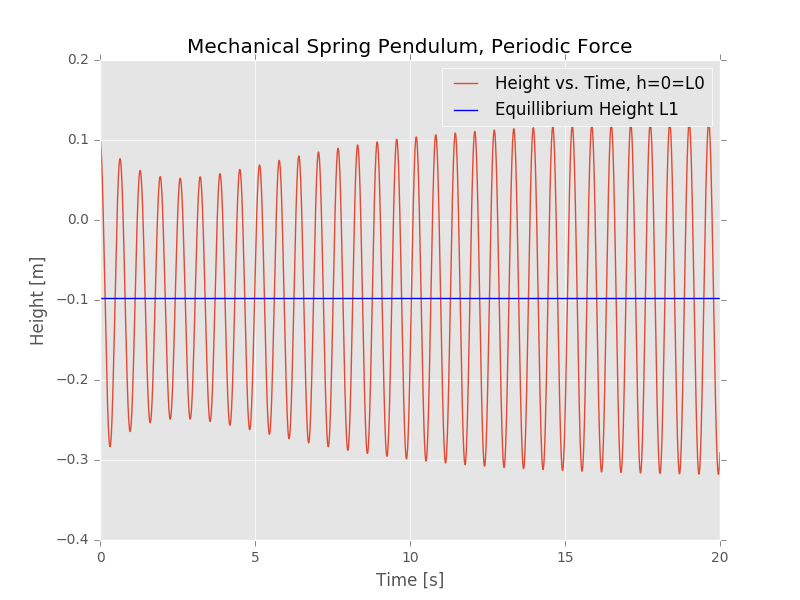 Mechanical Spring Pendulum, Periodic Force
Height vs. Time, h=0=L0
Equillibrium Height L1
0.2
0.1
0.0
−0.1
−0.2
−0.3
−0.4
Height [m]
0 5 10 15 20
Time [s]